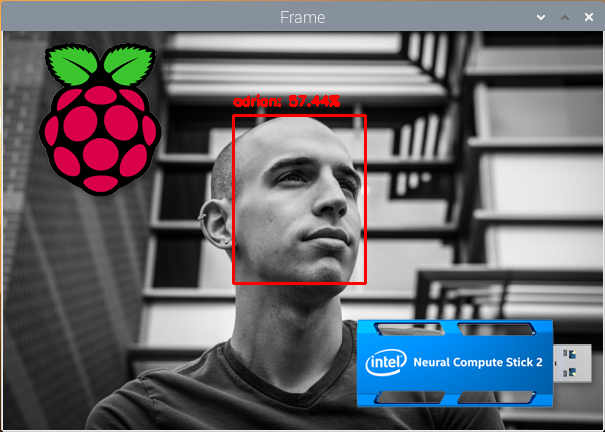 Frame
adrian: 57.44%
intel
Neural Compute Stick 2